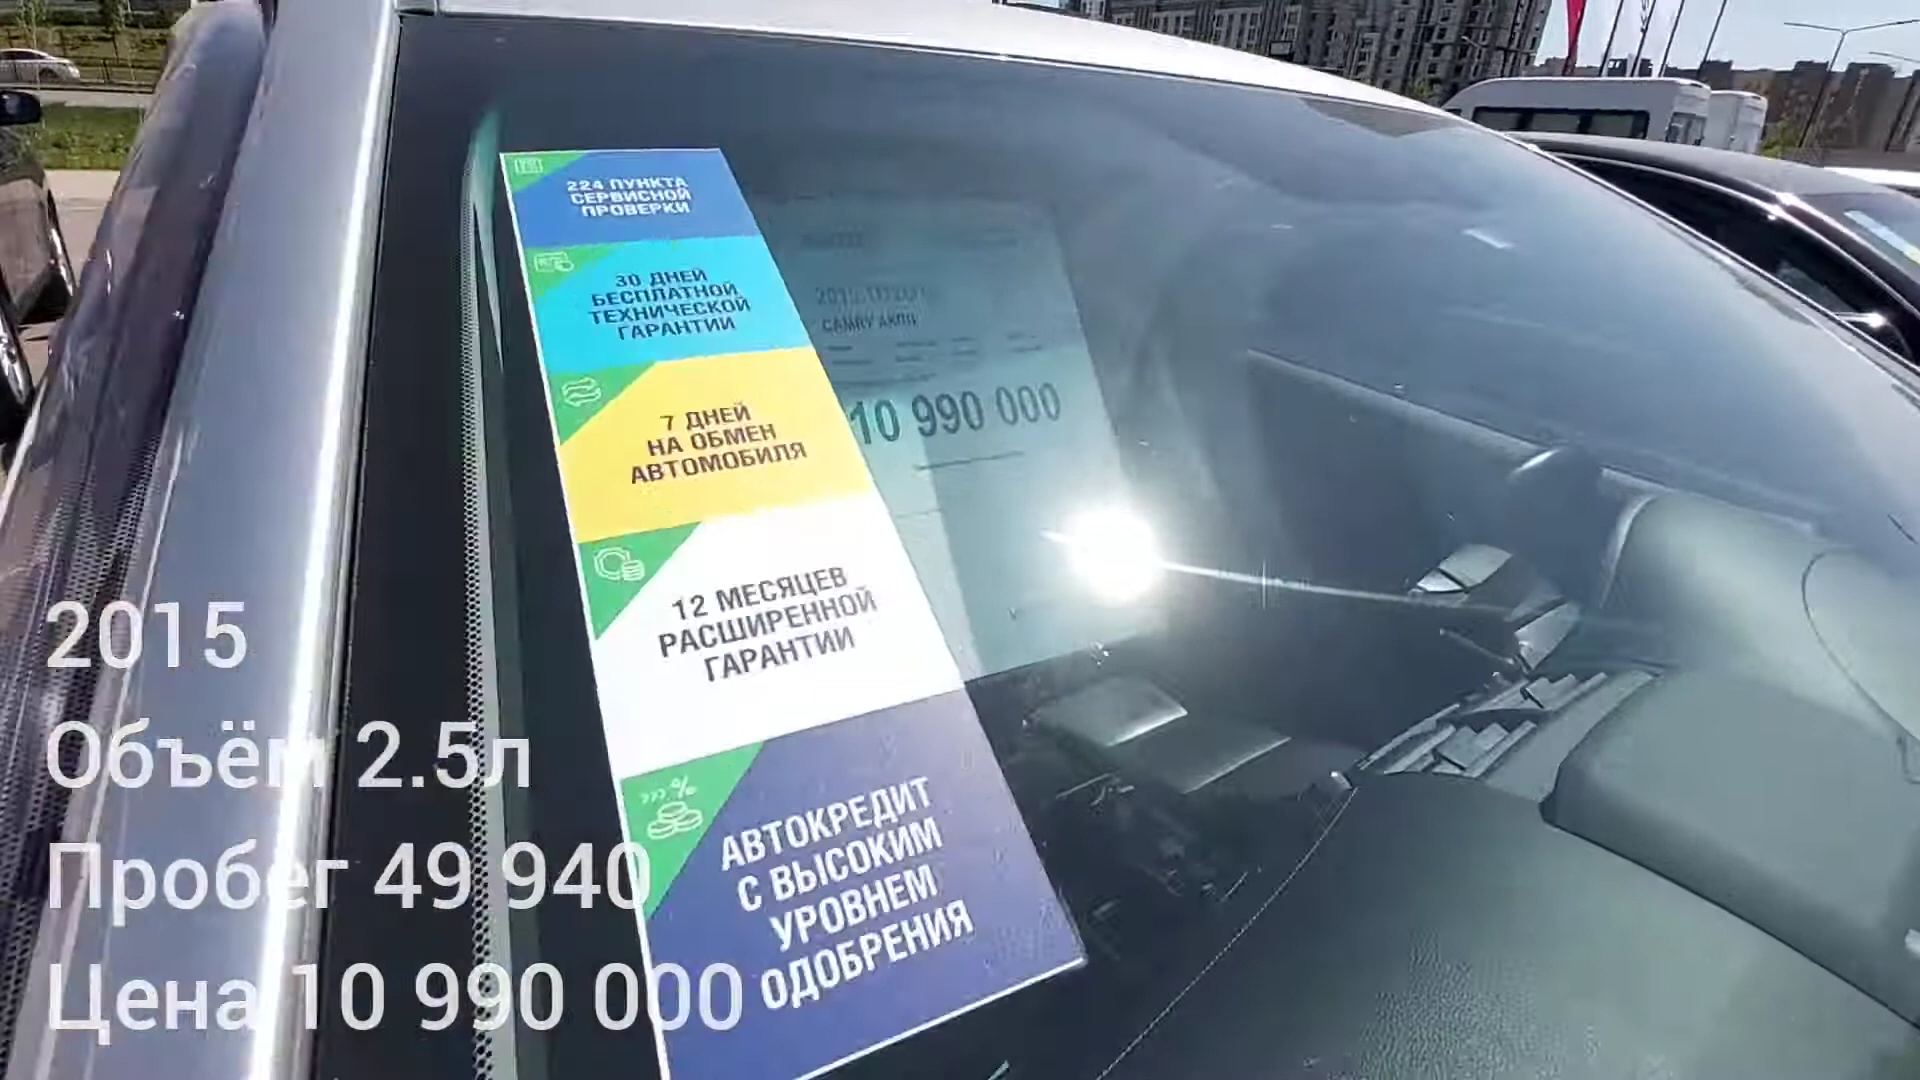 224 ПУНКТА
СЕРВИСНОЙ
ПРОВЕРКИ
30 ДНЕЙ
БЕСПЛАТНОЙ
ТЕХНИЧЕСКОЙ
ГАРАНТИИ
7 ДНЕЙ
НА ОБМЕН
АВТОМОБИЛЯ
12 МЕСЯЦЕВ
РАСШИРЕННОЙ
ГАРАНТИИ
АВТОКРЕДИТ
С ВЫСОКИМ
УРОВНЕМ
ОДОБРЕНИЯ
2015
CAMRY
10 990 000
2015
Объём 2.5л
Пробег 49 940
Цена 10 990 000